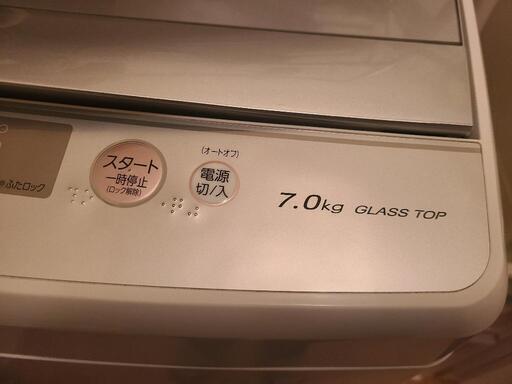 ふたロック
スタート
一時停止
(ロック解除)
(オートオフ)
電源
切/入
7.0kg GLASS TOP